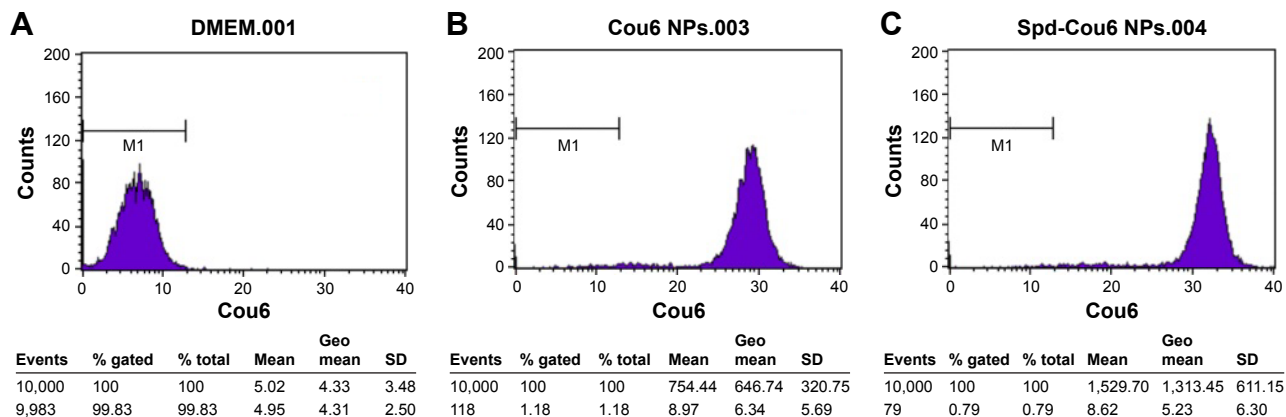 A
DMEM.001
200
160
120
80
40
0
Counts
M1
0 10 20 30 40
Cou6
Events % gated % total Mean Geo mean SD
10,000 100 100 5.02 4.33 3.48
9,983 99.83 99.83 4.95 4.31 2.50
B
Cou6 NPs.003
200
160
120
80
40
0
Counts
M1
0 10 20 30 40
Cou6
Events % gated % total Mean Geo mean SD
10,000 100 100 754.44 646.74 320.75
118 1.18 1.18 8.97 6.34 5.69
C
Spd-Cou6 NPs.004
200
160
120
80
40
0
Counts
M1
0 10 20 30 40
Cou6
Events % gated % total Mean Geo mean SD
10,000 100 100 1,529.70 1,313.45 611.15
79 0.79 0.79 8.62 5.23 6.30